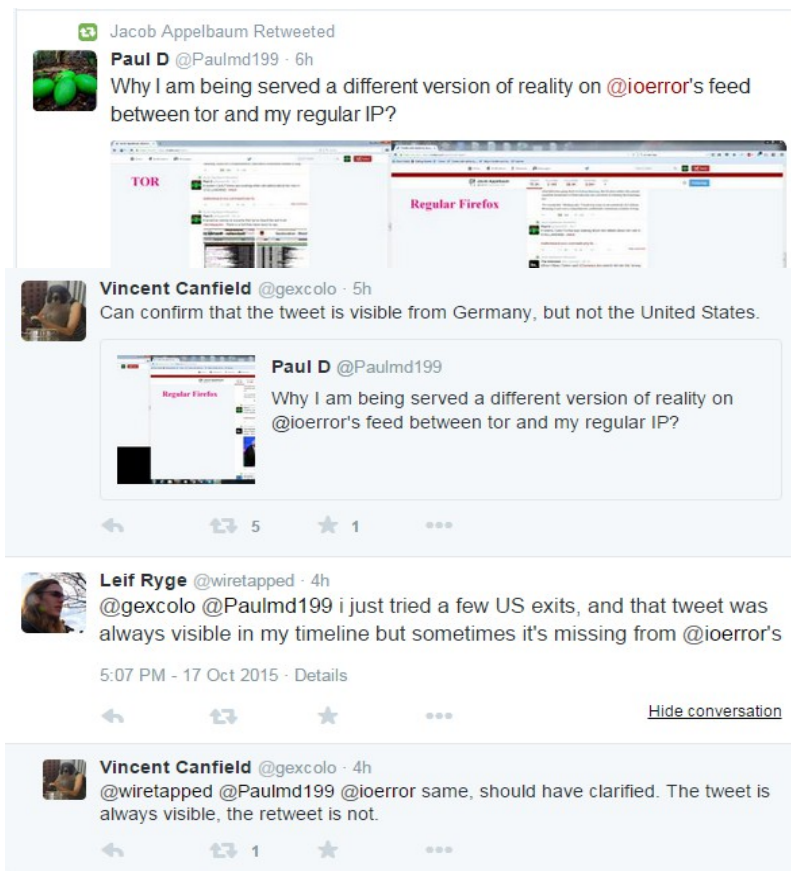 Jacob Appelbaum Retweeted
Paul D @Paulmd199 · 6h
Why I am being served a different version of reality on @ioerror's feed
between tor and my regular IP?
TOR
Regular Firefox
Vincent Canfield @gexcolo · 5h
Can confirm that the tweet is visible from Germany, but not the United States.
Paul D @Paulmd199
Regular Firefox
Why I am being served a different version of reality on
@ioerror's feed between tor and my regular IP?
5 1
Leif Ryge @wiretapped · 4h
@gexcolo @Paulmd199 i just tried a few US exits, and that tweet was
always visible in my timeline but sometimes it's missing from @ioerror's
5:07 PM - 17 Oct 2015 · Details
Hide conversation
Vincent Canfield @gexcolo · 4h
@wiretapped @Paulmd199 @ioerror same, should have clarified. The tweet is
always visible, the retweet is not.
1